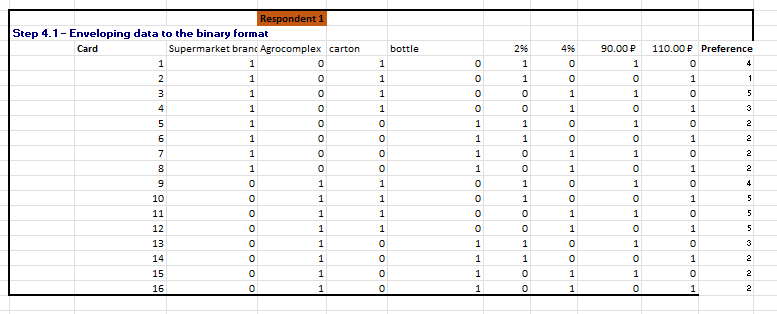 Respondent 1
Step 4.1 - Enveloping data to the binary format
Card Supermarket branc Agrocomplex carton bottle 2% 4% 90.00 ₽ 110.00 ₽ Preference
1 1 0 1 0 1 0 1 0 4
2 1 0 1 0 1 0 0 1 1
3 1 0 1 0 0 1 1 0 5
4 1 0 1 0 0 1 0 1 3
5 1 0 0 1 1 0 1 0 2
6 1 0 0 1 1 0 0 1 2
7 1 0 0 1 0 1 1 0 2
8 1 0 0 1 0 1 0 1 2
9 0 1 1 0 1 0 1 0 4
10 0 1 1 0 1 0 0 1 5
11 0 1 1 0 0 1 1 0 5
12 0 1 1 0 0 1 0 1 5
13 0 1 0 1 1 0 1 0 3
14 0 1 0 1 1 0 0 1 2
15 0 1 0 1 0 1 1 0 2
16 0 1 0 1 0 1 0 1 2